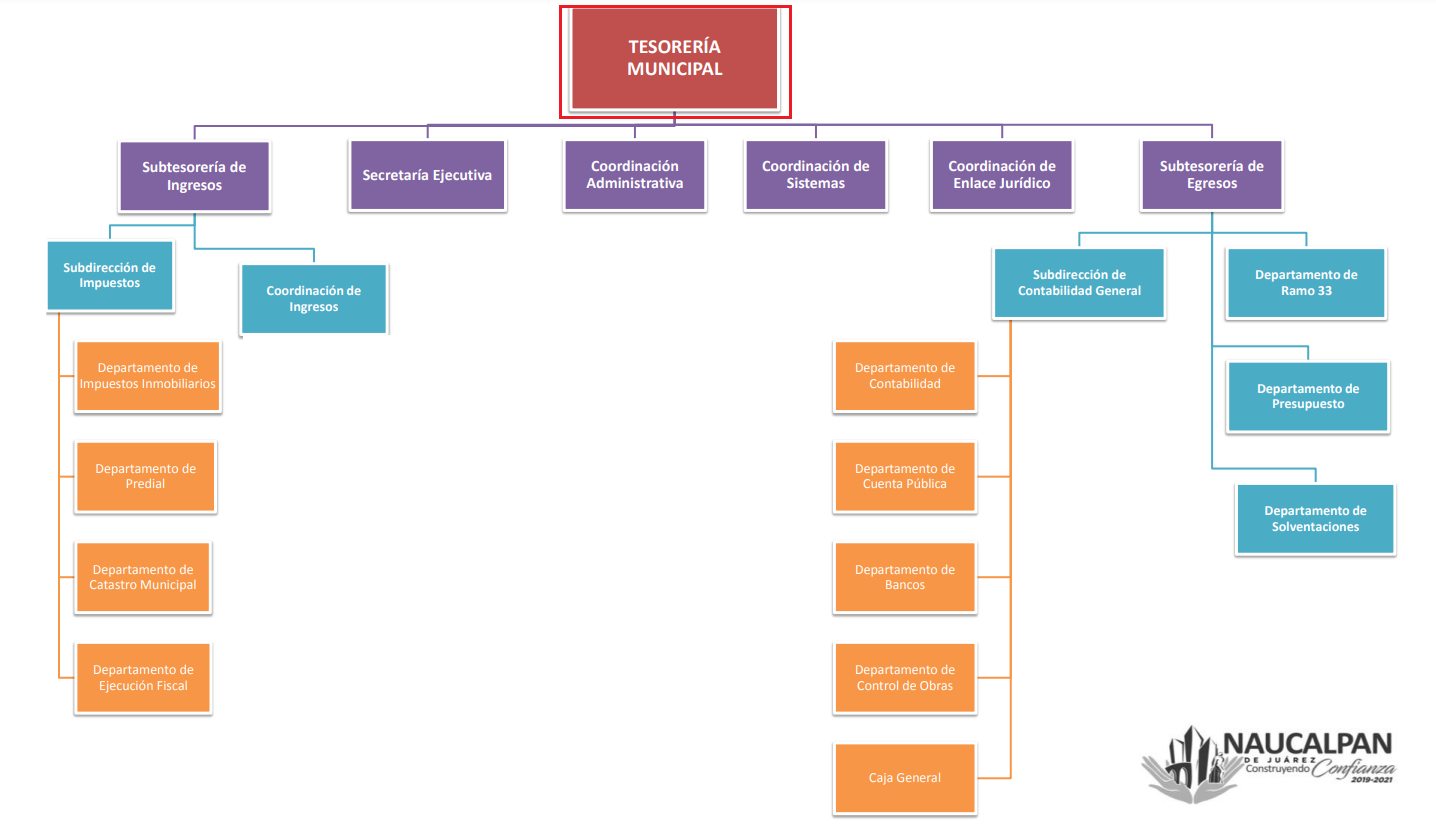 TESORERÍA
MUNICIPAL
Subtesorería de
Ingresos
Secretaría Ejecutiva
Coordinación
Administrativa
Coordinación de
Sistemas
Coordinación de
Enlace Jurídico
Subtesorería de
Egresos
Subdirección de
Impuestos
Coordinación de
Ingresos
Subdirección de
Contabilidad General
Departamento de
Ramo 33
Departamento de
Impuestos Inmobiliarios
Departamento de
Contabilidad
Departamento de
Presupuesto
Departamento de
Predial
Departamento de
Cuenta Pública
Departamento de
Solventaciones
Departamento de
Catastro Municipal
Departamento de
Bancos
Departamento de
Ejecución Fiscal
Departamento de
Control de Obras
Caja General
NAUCALPAN
DE JUÁREZ
Construyendo Confianza
2019-2021